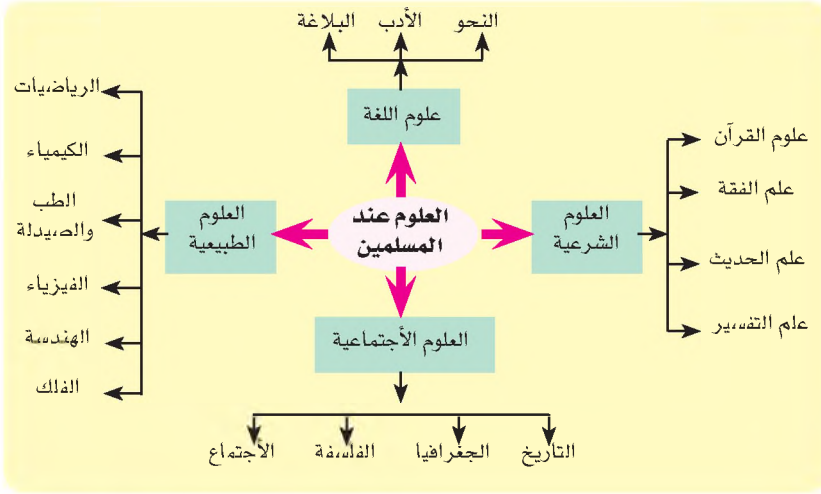 النحو
الأدب
البلاغة
علوم اللغة
العلوم عند
المسلمين
العلوم
الشرعية
علوم القرآن
علم الفقة
علم الحديث
علم التفسير
العلوم
الطبيعية
الرياضيات
الكيمياء
الطب
والصيدلة
الفيزياء
الهندسة
الفلك
العلوم الأجتماعية
التاريخ
الجغرافيا
الفلاسفة
الأجتماع